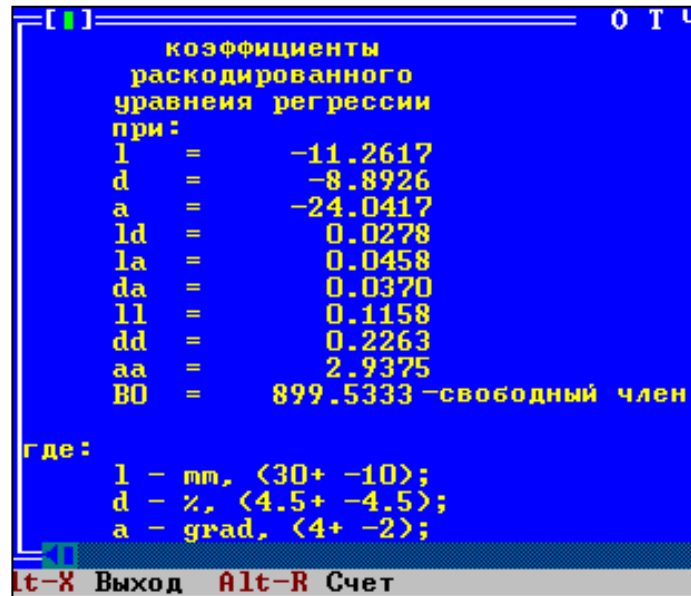 О Т Ч
коэффициенты
раскодированного
уравнеия регрессии
при:
l = -11.2617
d = -8.8926
a = -24.0417
ld = 0.0278
la = 0.0458
da = 0.0370
ll = 0.1158
dd = 0.2263
aa = 2.9375
BO = 899.5333 -свободный член
где:
l - mm, (30+ -10);
d - %, (4.5+ -4.5);
a - grad, (4+ -2);
lt-X Выход Alt-R Счет